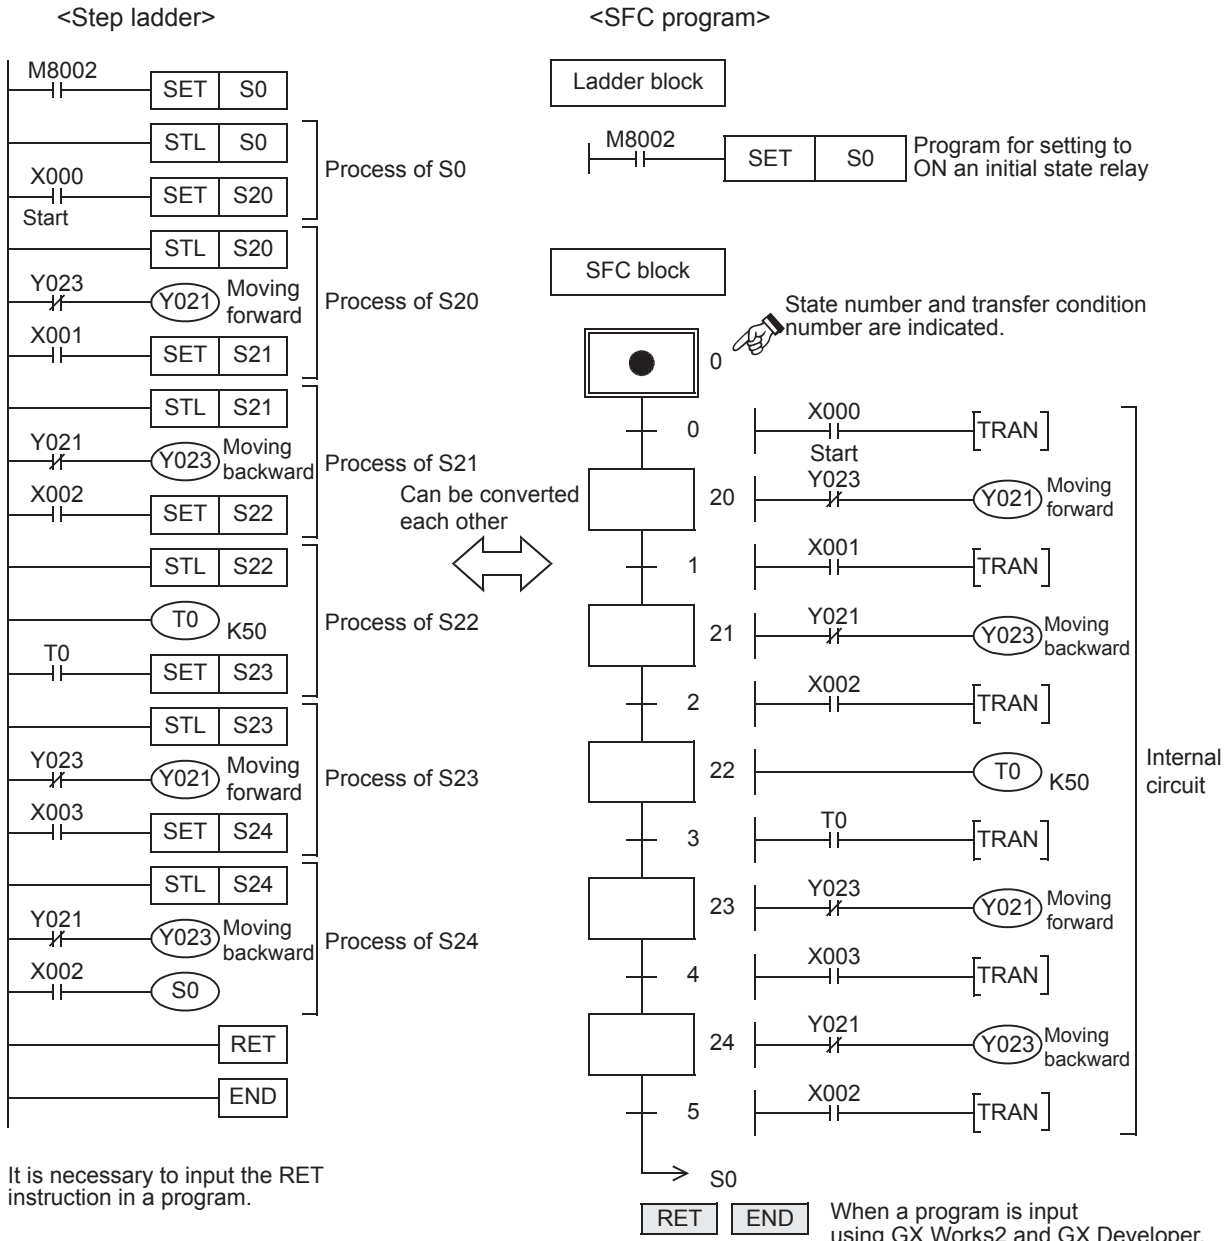 <Step ladder>
M8002
SET S0
STL S0
X000
SET S20
Start
Process of S0
STL S20
Y023
Y021
Moving
forward
X001
SET S21
Process of S20
STL S21
Y021
Y023
Moving
backward
X002
SET S22
Process of S21
STL S22
T0
K50
T0
SET S23
Process of S22
STL S23
Y023
Y021
Moving
forward
X003
SET S24
Process of S23
STL S24
Y021
Y023
Moving
backward
X002
S0
Process of S24
RET
END
It is necessary to input the RET
instruction in a program.
Can be converted
each other
<SFC program>
Ladder block
M8002
SET S0
Program for setting to
ON an initial state relay
SFC block
State number and transfer condition
number are indicated.
0
0
X000
TRAN
Start
20
Y023
Y021
Moving
forward
1
X001
TRAN
21
Y021
Y023
Moving
backward
2
X002
TRAN
22
T0
K50
3
T0
TRAN
23
Y023
Y021
Moving
forward
4
X003
TRAN
24
Y021
Y023
Moving
backward
5
X002
TRAN
Internal
circuit
S0
RET
END
When a program is input
using GX Works2 and GX Developer,